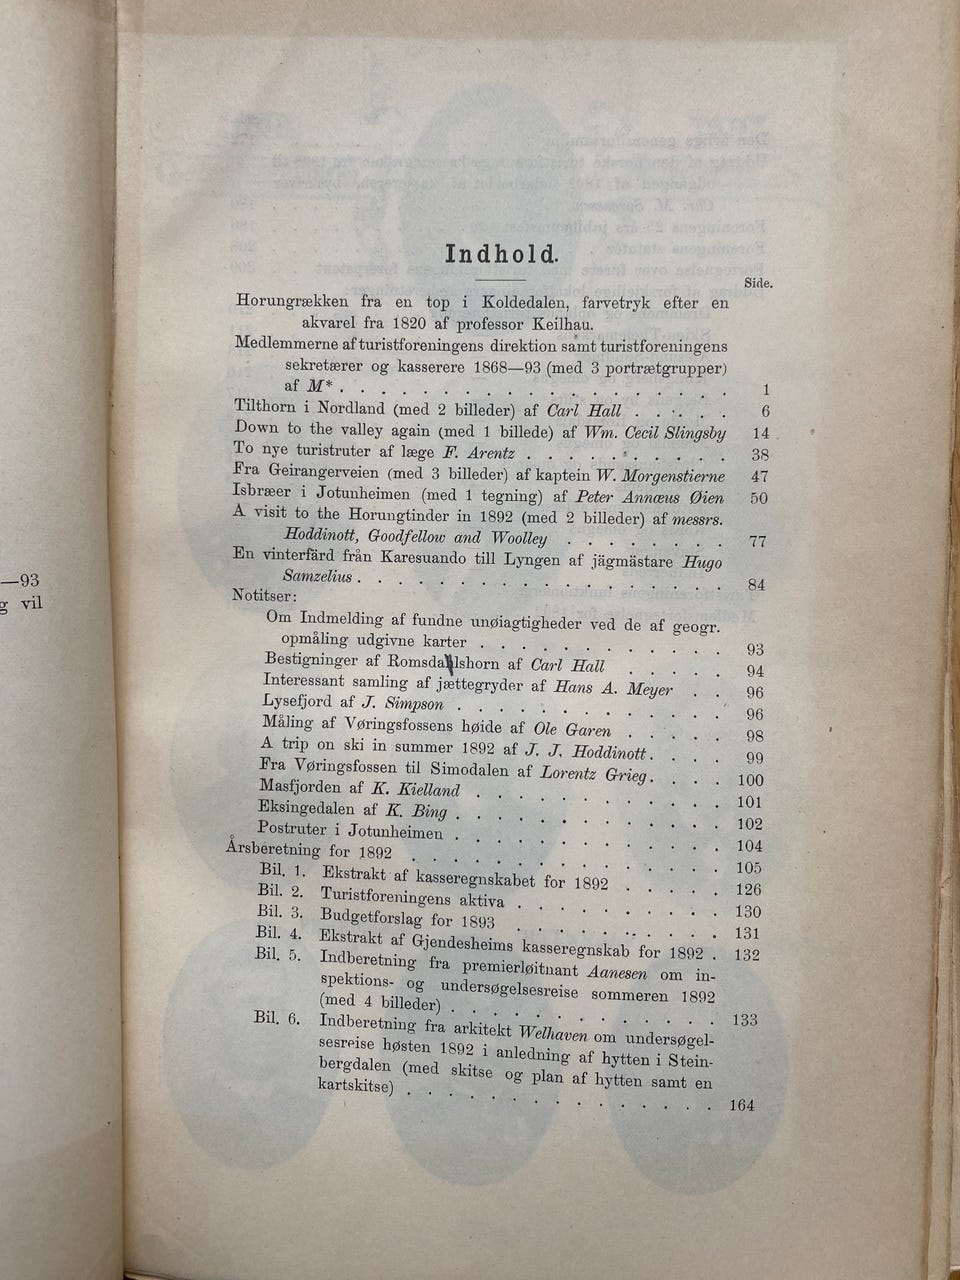 Indhold.
Side.
Horungrækken fra en top i Koldedalen, farvetryk efter en
akvarel fra 1820 af professor Keilhau.
Medlemmerne af turistforeningens direktion samt turistforeningens
sekretærer og kasserere 1868—93 (med 3 portrætgrupper)
af M* . . . . . . . . . . . . . . . . . . 1
Tilthorn i Nordland (med 2 billeder) af Carl Hall . . . . . 6
Down to the valley again (med 1 billede) af Wm. Cecil Slingsby 14
To nye turistruter af læge F. Arentz . . . . . . . . . 38
Fra Geirangerveien (med 3 billeder) af kaptein W. Morgenstierne 47
Isbræer i Jotunheimen (med 1 tegning) af Peter Annæus Øien 50
A visit to the Horungtinder in 1892 (med 2 billeder) af messrs.
Hoddinott, Goodfellow and Woolley . . . . . . . . 77
En vinterfärd från Karesuando till Lyngen af jägmästare Hugo
Samzelius . . . . . . . . . . . . . . . . . 84
Notitser:
Om Indmelding af fundne unøiagtigheder ved de af geogr.
opmåling udgivne karter . . . . . . . . . . . . 93
Bestigninger af Romsdalshorn af Carl Hall . . . . . 94
Interessant samling af jættegryder af Hans A. Meyer . . 96
Lysefjord af J. Simpson . . . . . . . . . . . . . 96
Måling af Vøringsfossens høide af Ole Garen . . . . . 98
A trip on ski in summer 1892 af J. J. Hoddinott . . . . 99
Fra Vøringsfossen til Simodalen af Lorentz Grieg . . . . 100
Masfjorden af K. Kielland . . . . . . . . . . . . 101
Eksingedalen af K. Bing . . . . . . . . . . . . . 102
Postruter i Jotunheimen . . . . . . . . . . . . . 104
Årsberetning for 1892 . . . . . . . . . . . . . . . 105
Bil. 1. Ekstrakt af kasseregnskabet for 1892 . . . . . 126
Bil. 2. Turistforeningens aktiva . . . . . . . . . . 130
Bil. 3. Budgetforslag for 1893 . . . . . . . . . . 131
Bil. 4. Ekstrakt af Gjendesheims kasseregnskab for 1892 . 132
Bil. 5. Indberetning fra premierløitnant Aanesen om in-
spektions- og undersøgelsesreise sommeren 1892
(med 4 billeder) . . . . . . . . . . . . . 133
Bil. 6. Indberetning fra arkitekt Welhaven om undersøgel-
sesreise høsten 1892 i anledning af hytten i Stein-
bergdalen (med skitse og plan af hytten samt en
kartskitse) . . . . . . . . . . . . . . . 164
—93
g vil